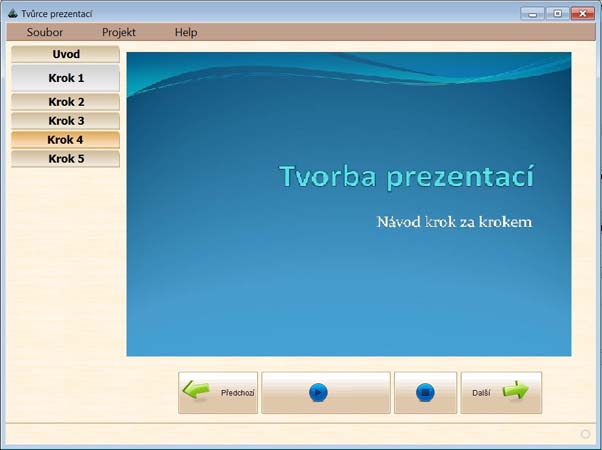 Tvůrce prezentací
Soubor Projekt Help
Uvod
Krok 1
Krok 2
Krok 3
Krok 4
Krok 5
Tvorba prezentací
Návod krok za krokem
Předchozí
Další